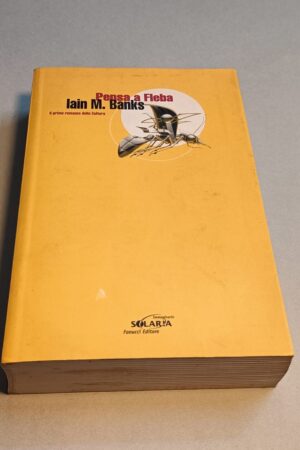 Pensa a Fleba
Iain M. Banks
Il primo romanzo della Cultura
Immaginario
SOLARIA
Fanucci Editore